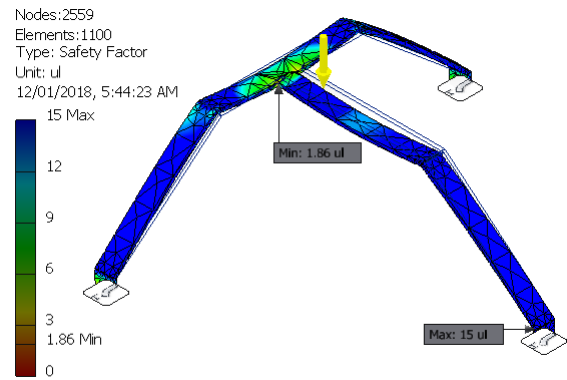 Nodes:2559
Elements:1100
Type: Safety Factor
Unit: ul
12/01/2018, 5:44:23 AM
15 Max
12
9
6
3
1.86 Min
0
Min: 1.86 ul
Max: 15 ul